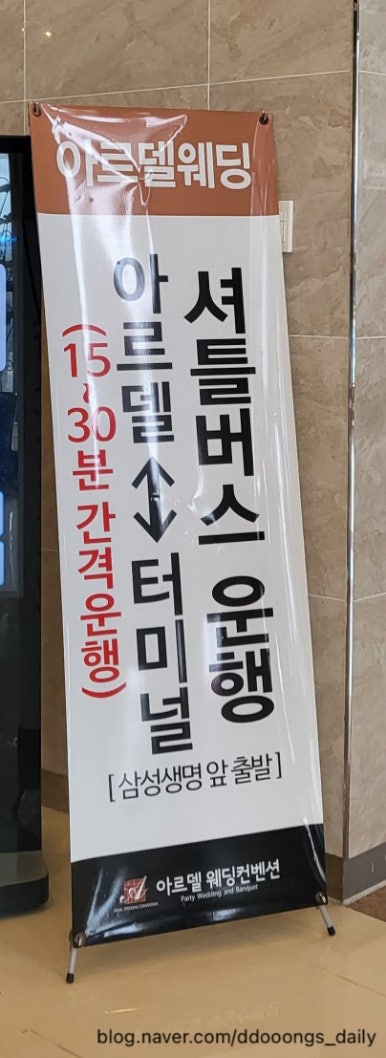 아르델웨딩
셔틀버스 운행
아르델↔터미널
(15~30분 간격운행)
[삼성생명 앞 출발]
아르델 웨딩컨벤션
Party Wedding and Banquet
blog.naver.com/ddooongs_daily